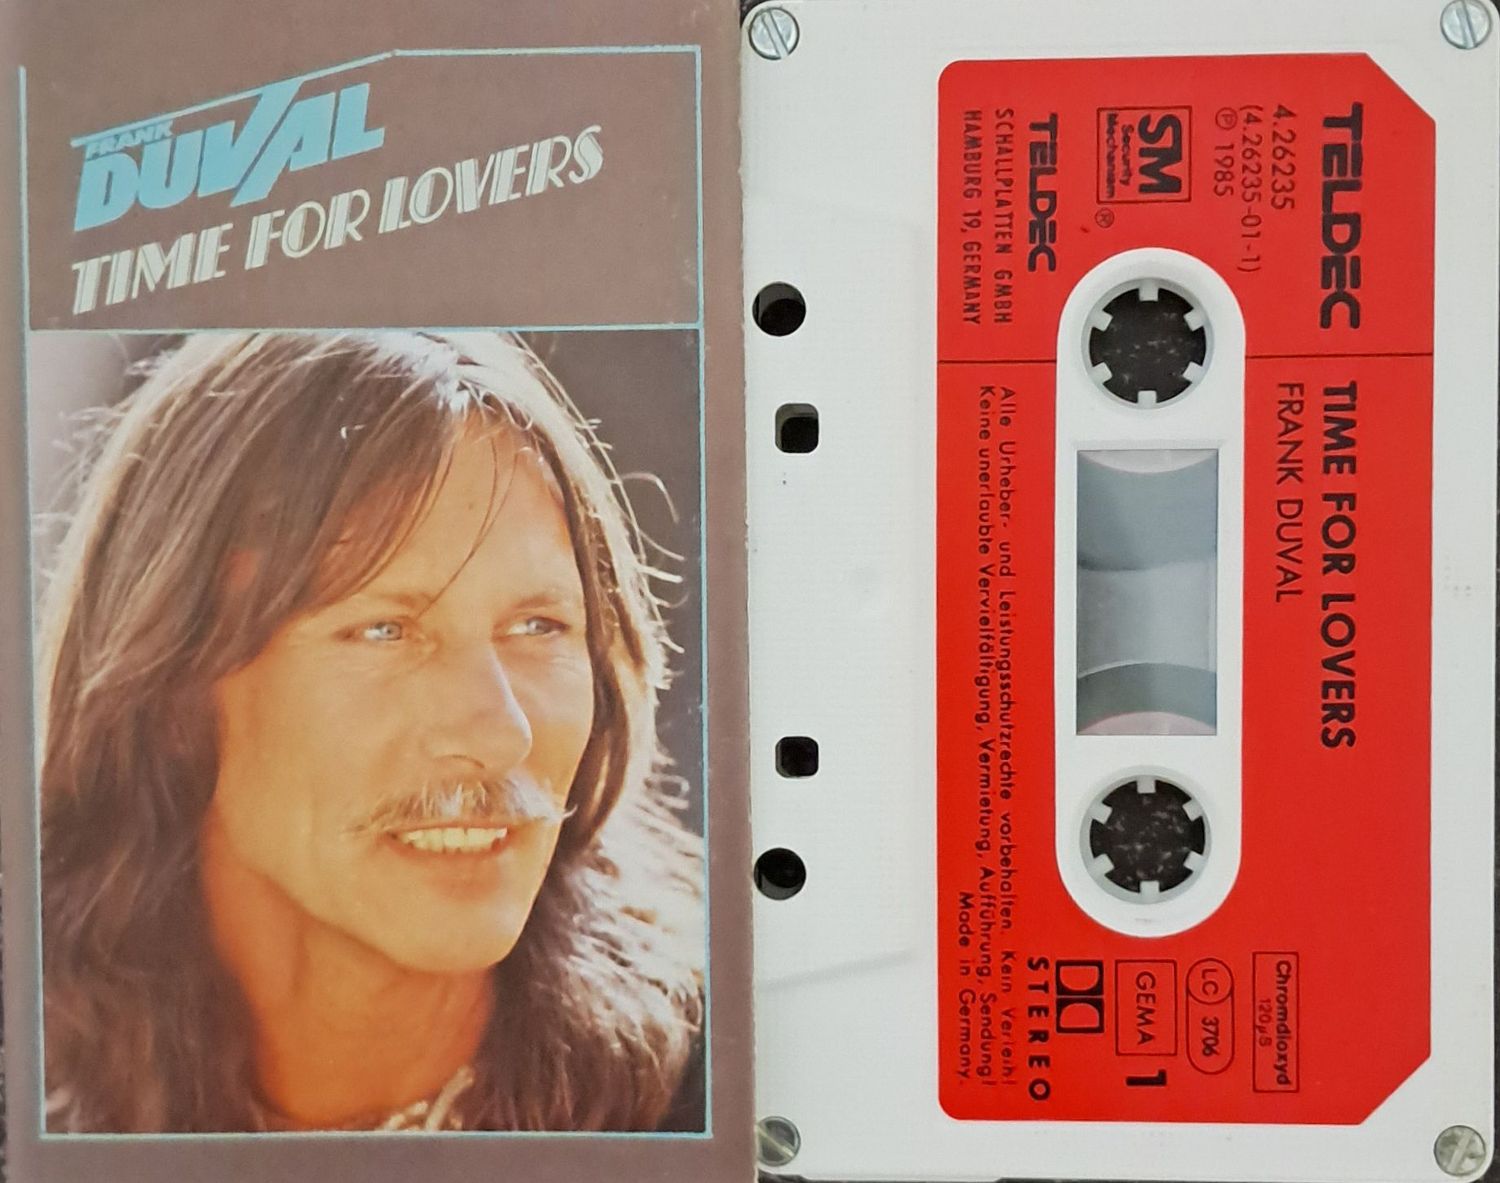 FRANK
DUVAL
TIME FOR LOVERS
TELDEC
4.26235
(4.26235-01-1)
Ⓟ 1985
SM
Security
Mechanism
®
TELDEC
SCHALLPLATTEN GMBH
HAMBURG 19, GERMANY
TIME FOR LOVERS
FRANK DUVAL
Chromdioxyd
120µS
LC 3706
GEMA
1
STEREO
Alle Urheber- und Leistungsschutzrechte vorbehalten. Kein Verleih!
Keine unerlaubte Vervielfältigung, Vermietung, Aufführung, Sendung!
Made in Germany.